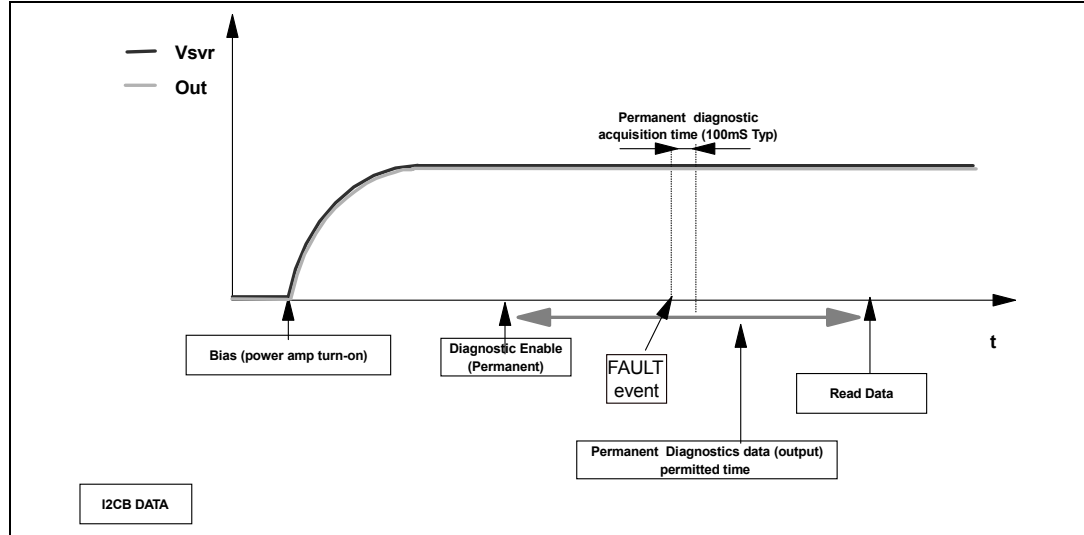 Vsvr
Out
Permanent diagnostic
acquisition time (100mS Typ)
t
Bias (power amp turn-on)
Diagnostic Enable
(Permanent)
FAULT
event
Read Data
Permanent Diagnostics data (output)
permitted time
I2CB DATA